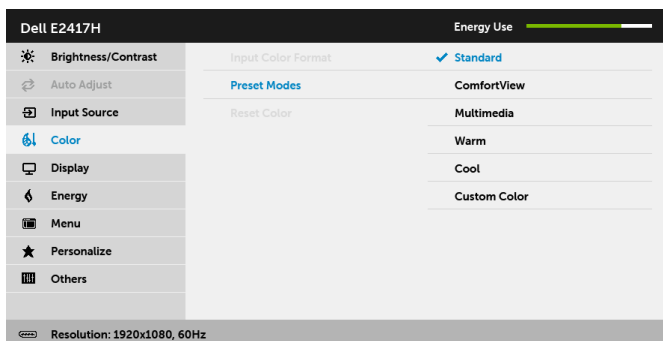 Dell E2417H
Energy Use
Brightness/Contrast
Input Color Format
Standard
Auto Adjust
Preset Modes
ComfortView
Input Source
Reset Color
Multimedia
Color
Warm
Display
Cool
Energy
Custom Color
Menu
Personalize
Others
Resolution: 1920x1080, 60Hz